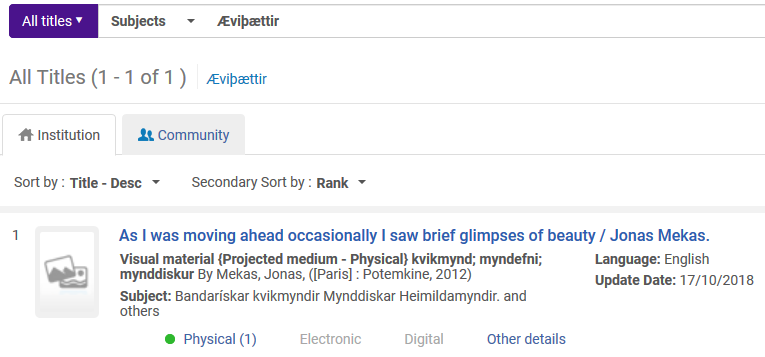 All titles Subjects Æviþættir
All Titles (1 - 1 of 1 ) Æviþættir
Institution Community
Sort by : Title - Desc Secondary Sort by : Rank
1 As I was moving ahead occasionally I saw brief glimpses of beauty / Jonas Mekas.
Visual material {Projected medium - Physical} kvikmynd; myndefni; Language: English
mynddiskur By Mekas, Jonas, ([Paris] : Potemkine, 2012) Update Date: 17/10/2018
Subject: Bandarískar kvikmyndir Mynddiskar Heimildamyndir. and
others
Physical (1) Electronic Digital Other details